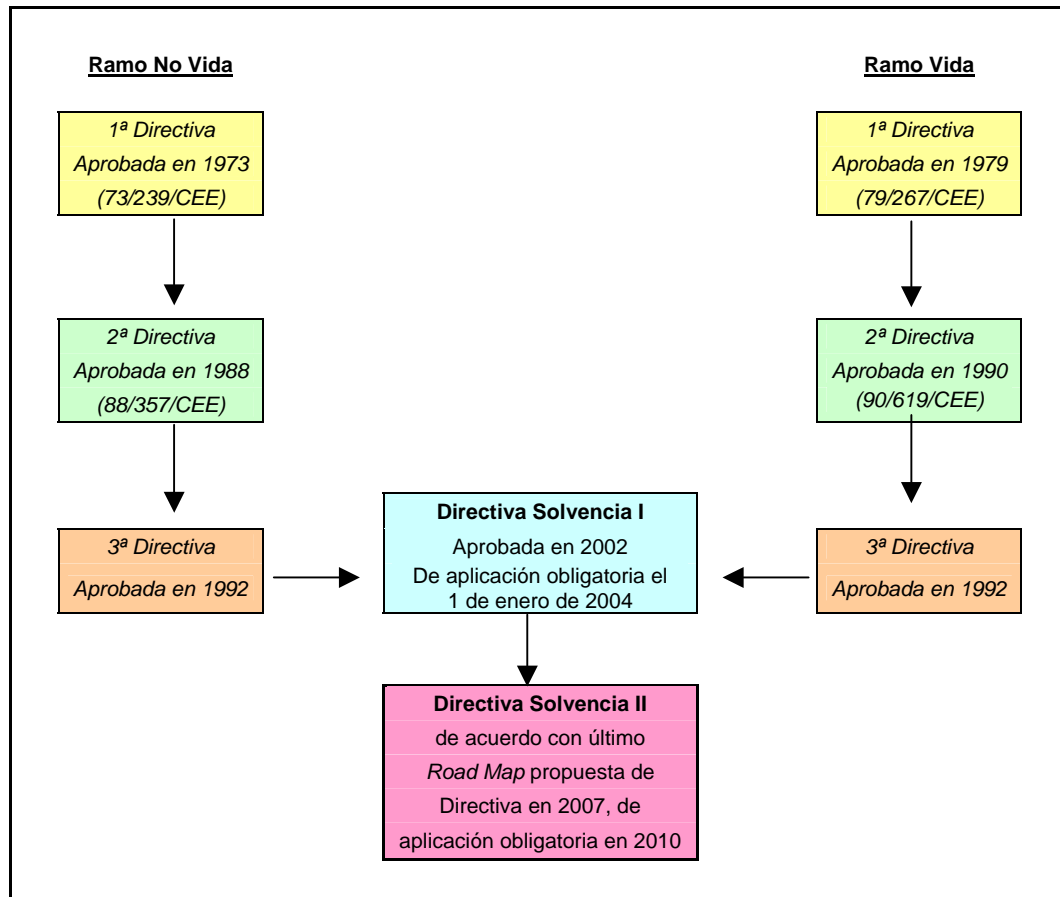 Ramo No Vida
Ramo Vida
1ª Directiva
Aprobada en 1973
(73/239/CEE)
1ª Directiva
Aprobada en 1979
(79/267/CEE)
2ª Directiva
Aprobada en 1988
(88/357/CEE)
2ª Directiva
Aprobada en 1990
(90/619/CEE)
3ª Directiva
Aprobada en 1992
Directiva Solvencia I
Aprobada en 2002
De aplicación obligatoria el
1 de enero de 2004
3ª Directiva
Aprobada en 1992
Directiva Solvencia II
de acuerdo con último
Road Map propuesta de
Directiva en 2007, de
aplicación obligatoria en 2010